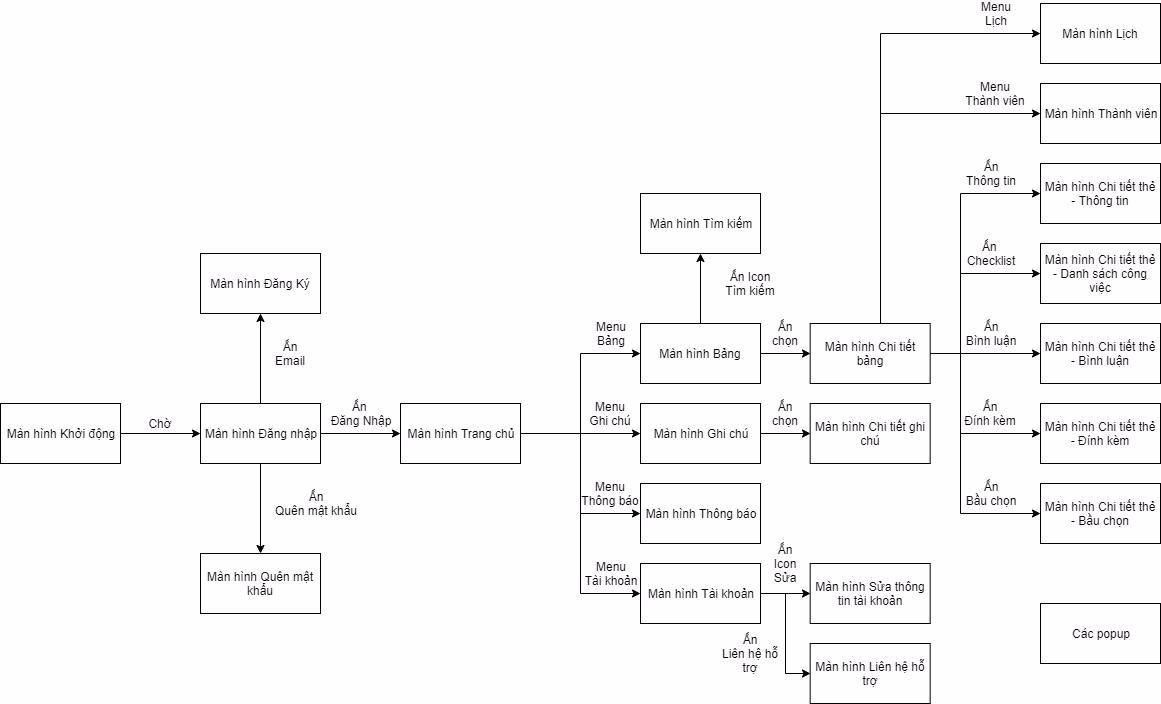 Menu
Lịch
Màn hình Lịch
Menu
Thành viên
Màn hình Thành viên
Ấn
Thông tin
Màn hình Chi tiết thẻ
- Thông tin
Màn hình Tìm kiếm
Ấn
Checklist
Màn hình Chi tiết thẻ
- Danh sách công
việc
Màn hình Đăng Ký
Ấn Icon
Tìm kiếm
Menu
Bảng
Màn hình Bảng
Ấn
chọn
Màn hình Chi tiết
bảng
Ấn
Bình luận
Màn hình Chi tiết thẻ
- Bình luận
Ấn
Email
Màn hình Khởi động
Chờ
Màn hình Đăng nhập
Ấn
Đăng Nhập
Màn hình Trang chủ
Menu
Ghi chú
Màn hình Ghi chú
Ấn
chọn
Màn hình Chi tiết ghi
chú
Ấn
Đính kèm
Màn hình Chi tiết thẻ
- Đính kèm
Ấn
Quên mật khẩu
Menu
Thông báo
Màn hình Thông báo
Ấn
Bầu chọn
Màn hình Chi tiết thẻ
- Bầu chọn
Màn hình Quên mật
khẩu
Menu
Tài khoản
Màn hình Tài khoản
Ấn
Icon
Sửa
Màn hình Sửa thông
tin tài khoản
Ấn
Liên hệ hỗ
trợ
Màn hình Liên hệ hỗ
trợ
Các popup